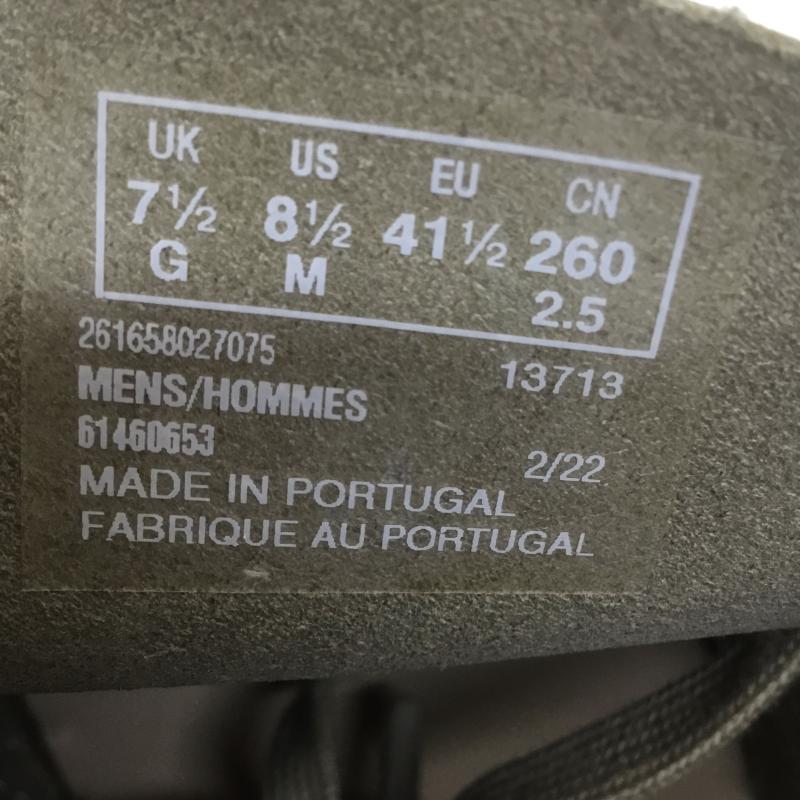 UK US EU CN
7½ 8½ 41½ 260
G M 2.5
261658027075
13713
MENS/HOMMES
61460653
2/22
MADE IN PORTUGAL
FABRIQUE AU PORTUGAL